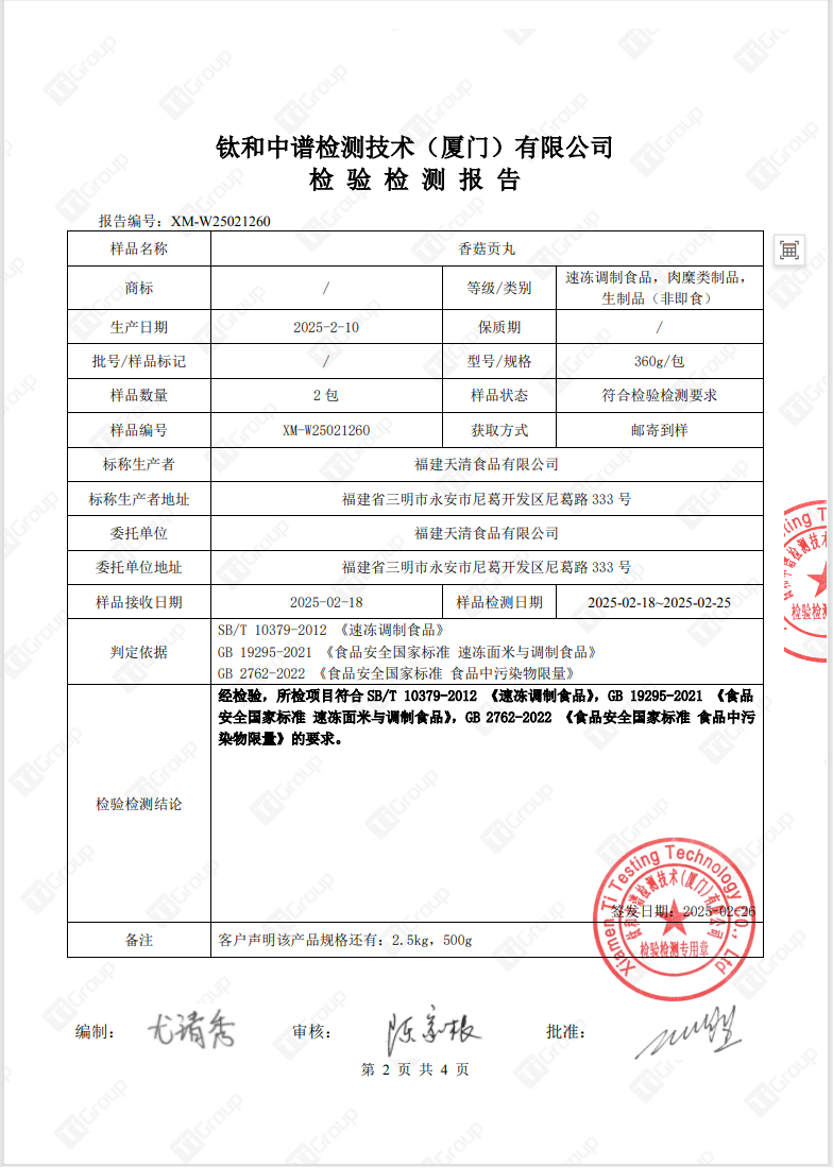 钛和中谱检测技术（厦门）有限公司
检 验 检 测 报 告
报告编号：XM-W25021260
样品名称 香菇贡丸
商标 / 等级/类别 速冻调制食品，肉糜类制品，
生制品（非即食）
生产日期 2025-2-10 保质期 /
批号/样品标记 / 型号/规格 360g/包
样品数量 2 包 样品状态 符合检验检测要求
样品编号 XM-W25021260 获取方式 邮寄到样
标称生产者 福建天清食品有限公司
标称生产者地址 福建省三明市永安市尼葛开发区尼葛路 333 号
委托单位 福建天清食品有限公司
委托单位地址 福建省三明市永安市尼葛开发区尼葛路 333 号
样品接收日期 2025-02-18 样品检测日期 2025-02-18~2025-02-25
判定依据
SB/T 10379-2012 《速冻调制食品》
GB 19295-2021 《食品安全国家标准 速冻面米与调制食品》
GB 2762-2022 《食品安全国家标准 食品中污染物限量》
检验检测结论
经检验，所检项目符合 SB/T 10379-2012 《速冻调制食品》，GB 19295-2021 《食品
安全国家标准 速冻面米与调制食品》，GB 2762-2022 《食品安全国家标准 食品中污
染物限量》的要求。
Xiamen Ti Testing Technology Co., Ltd
钛和中谱检测技术(厦门)有限公司
检验检测专用章
签发日期：2025-02-26
备注 客户声明该产品规格还有：2.5kg，500g
编制： 尤清秀 审核： 批准：
第 2 页 共 4 页
Ti Group